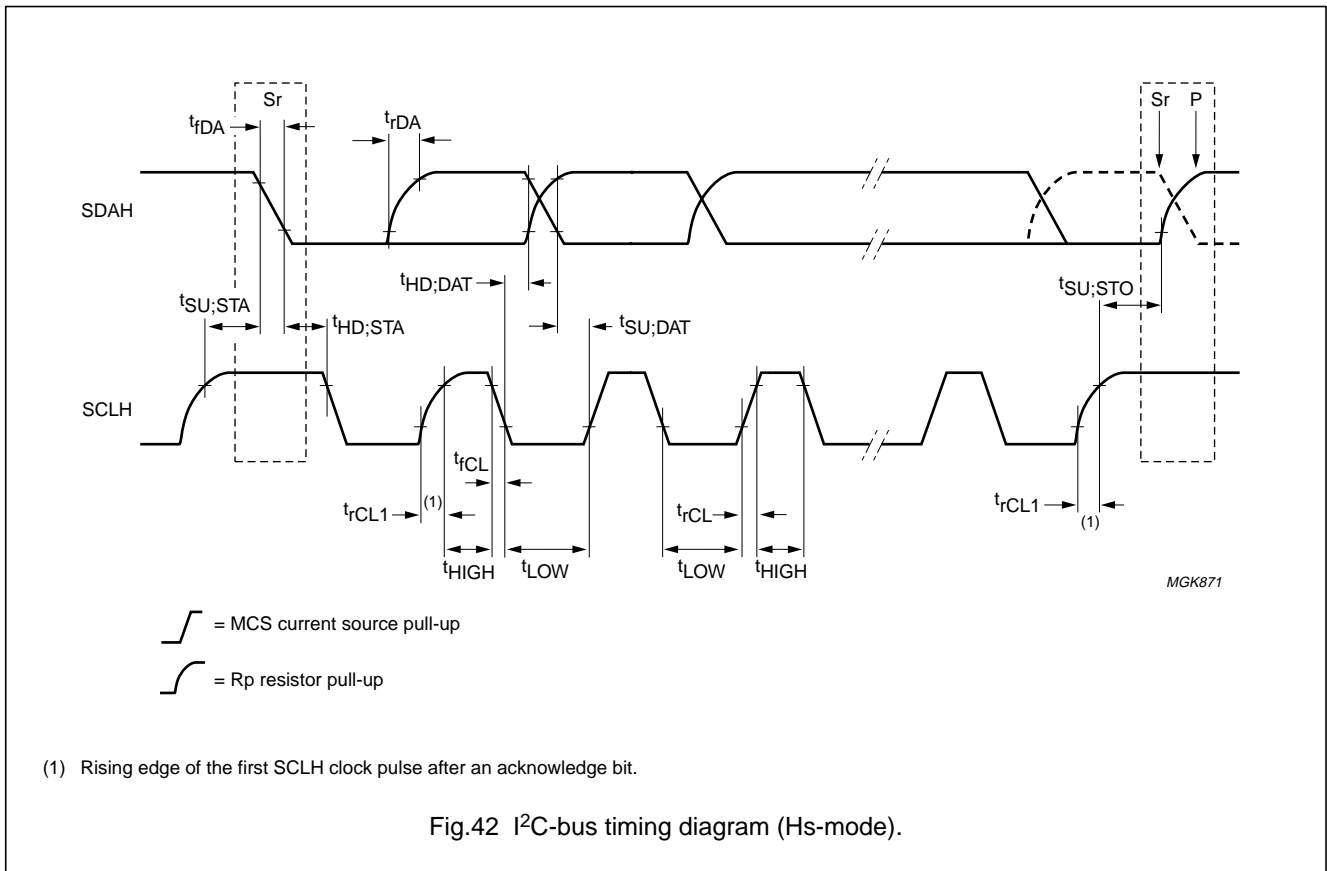 Sr
Sr P
tfDA
trDA
SDAH
tHD;DAT
tSU;STO
tSU;STA
tHD;STA
tSU;DAT
SCLH
tfCL
trCL1
(1)
trCL
trCL1
(1)
tHIGH
tLOW
tLOW
tHIGH
MGK871
= MCS current source pull-up
= Rp resistor pull-up
(1) Rising edge of the first SCLH clock pulse after an acknowledge bit.
Fig.42 I²C-bus timing diagram (Hs-mode).